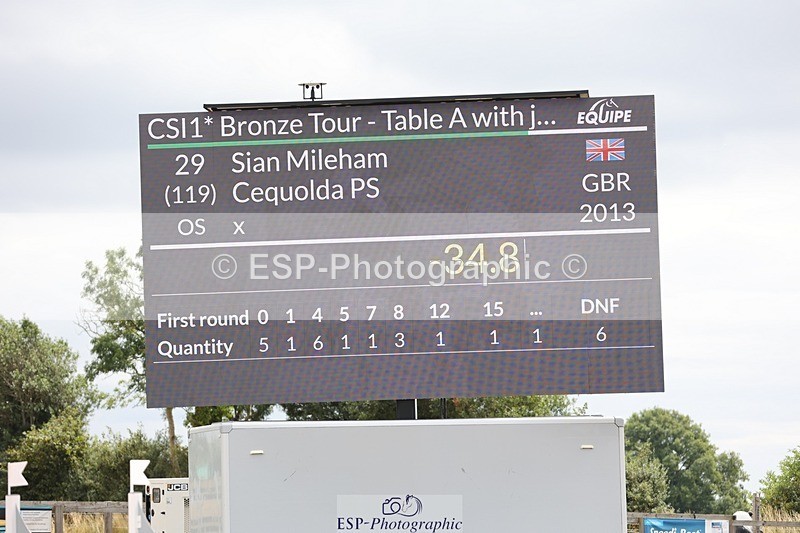 CSI1* Bronze Tour - Table A with j...
EQUIPE
29 Sian Mileham
(119) Cequolda PS
GBR
OS x
2013
-34.8
© ESP-Photographic ©
First round 0 1 4 5 7 8 12 15 ... DNF
Quantity 5 1 6 1 1 3 1 1 1 6
JCB
ESP-Photographic